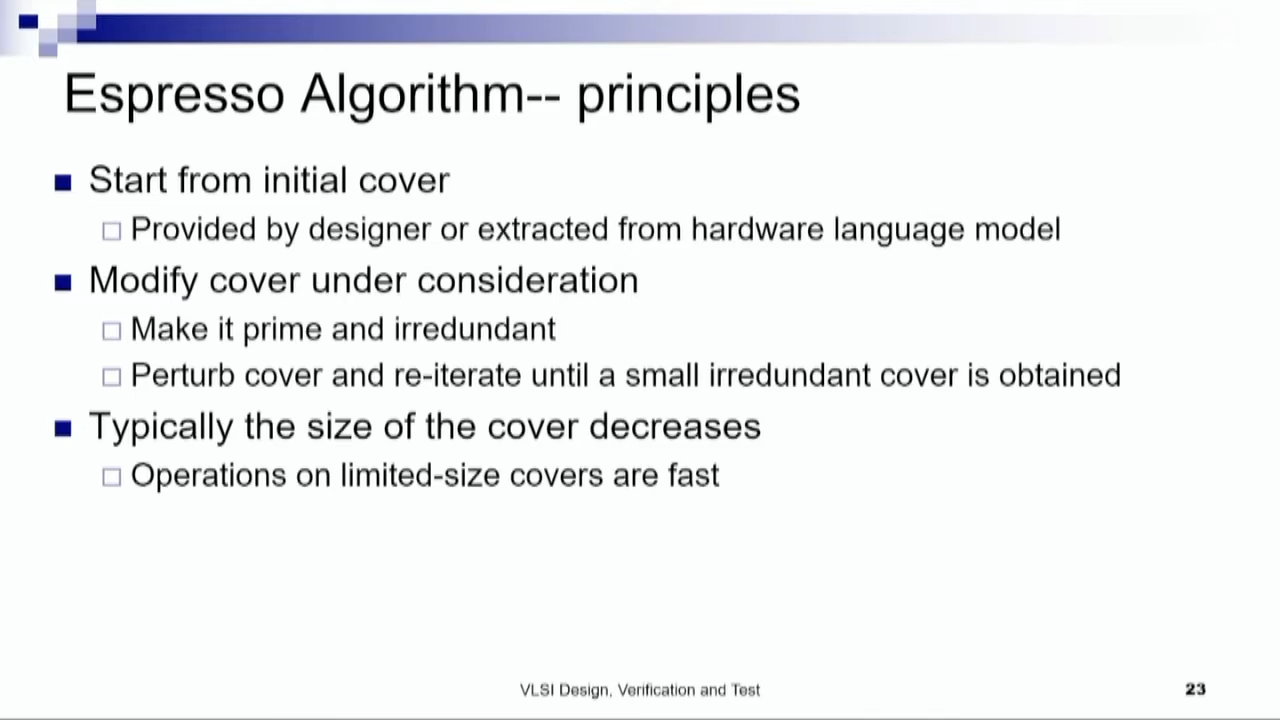 Espresso Algorithm-- principles
Start from initial cover
Provided by designer or extracted from hardware language model
Modify cover under consideration
Make it prime and irredundant
Perturb cover and re-iterate until a small irredundant cover is obtained
Typically the size of the cover decreases
Operations on limited-size covers are fast
VLSI Design, Verification and Test
23